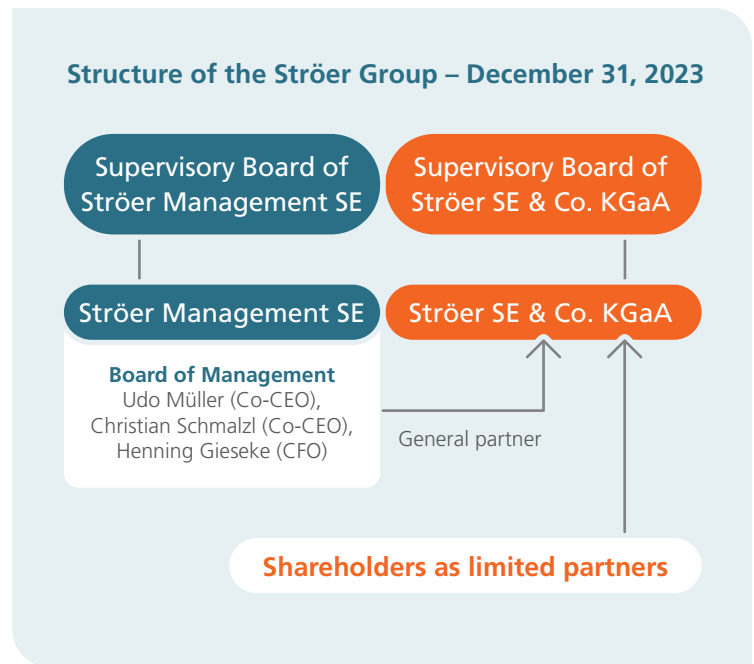 Structure of the Ströer Group – December 31, 2023
Supervisory Board of
Ströer Management SE
Supervisory Board of
Ströer SE & Co. KGaA
Ströer Management SE
Ströer SE & Co. KGaA
Board of Management
Udo Müller (Co-CEO),
Christian Schmalzl (Co-CEO),
Henning Gieseke (CFO)
General partner
Shareholders as limited partners